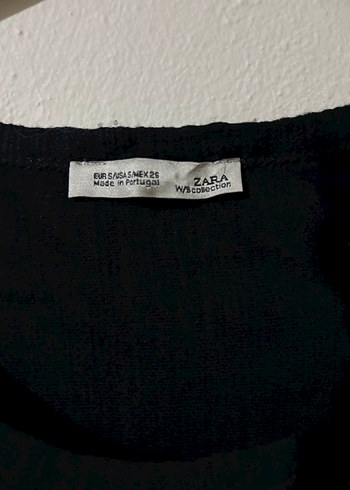 EUR S/USA S/MEX 26
Made in Portugal
ZARA
W/B collection